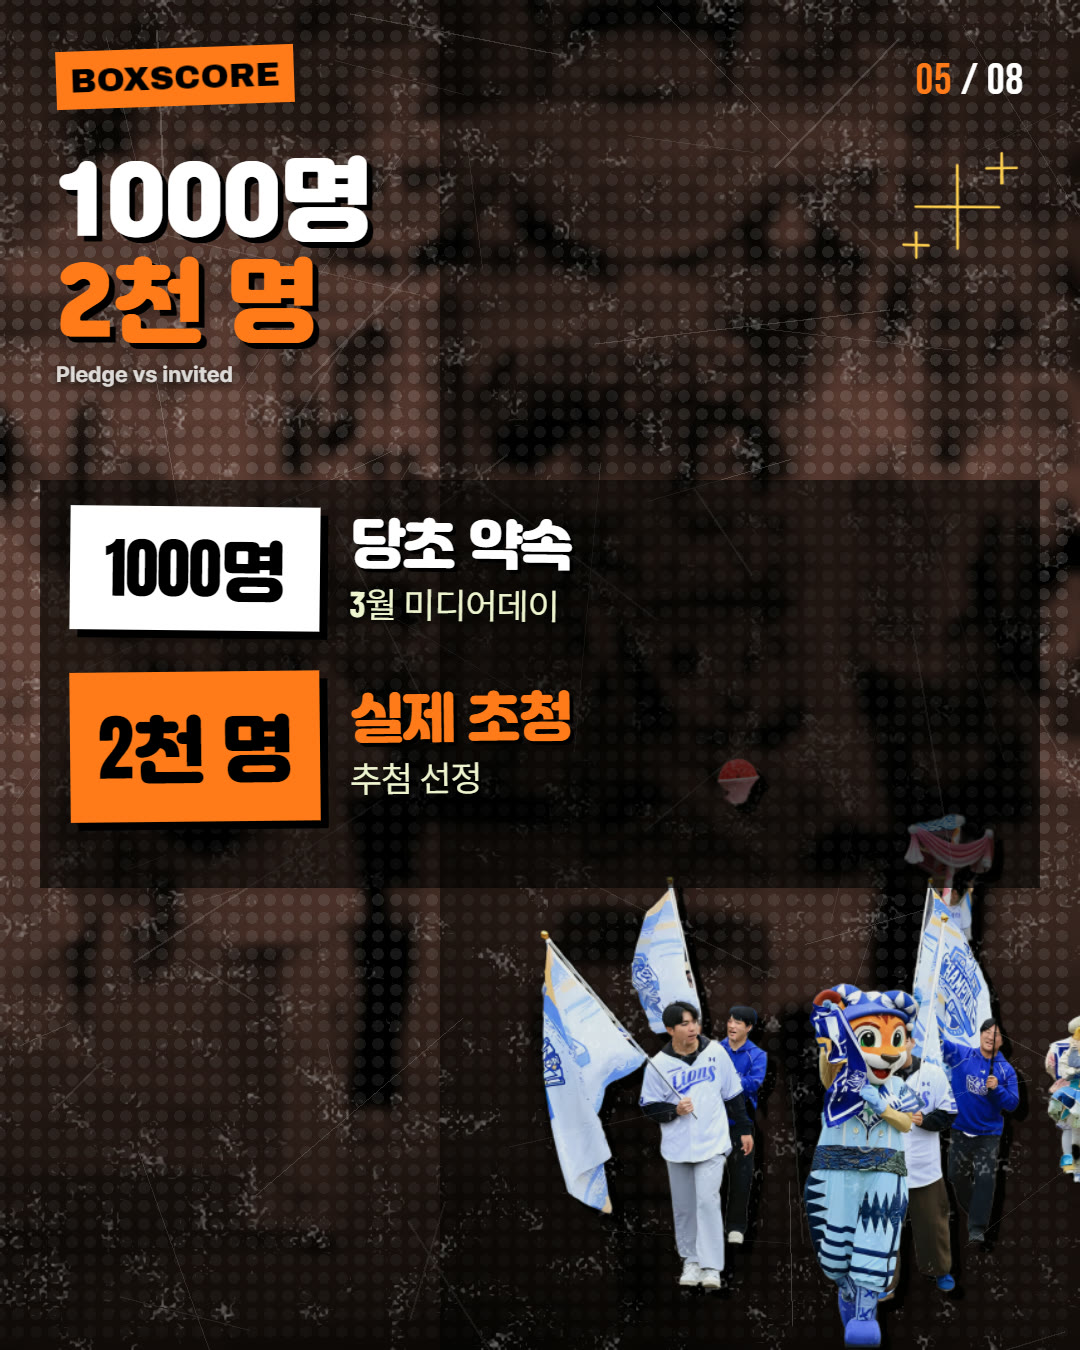 BOXSCORE
05 / 08
1000명
2천 명
Pledge vs invited
1000명
당초 약속
3월 미디어데이
2천 명
실제 초청
추첨 선정
Lions